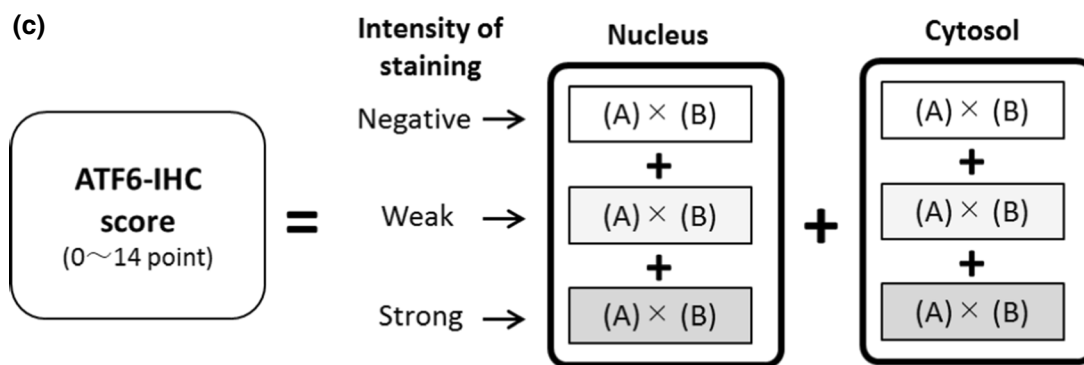 (c)
Intensity of
staining
Nucleus
Cytosol
Negative → (A) × (B) (A) × (B)
+ +
ATF6-IHC
score
(0～14 point)
=
Weak → (A) × (B) + (A) × (B)
+ +
Strong → (A) × (B) (A) × (B)